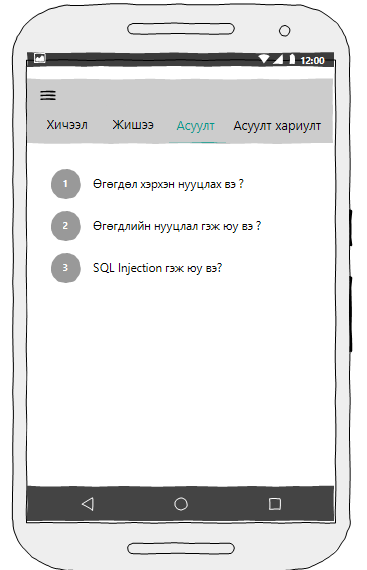 12:00
Хичээл Жишээ Асуулт Асуулт хариулт
1 Өгөгдөл хэрхэн нууцлах вэ ?
2 Өгөгдлийн нууцлал гэж юу вэ ?
3 SQL Injection гэж юу вэ?